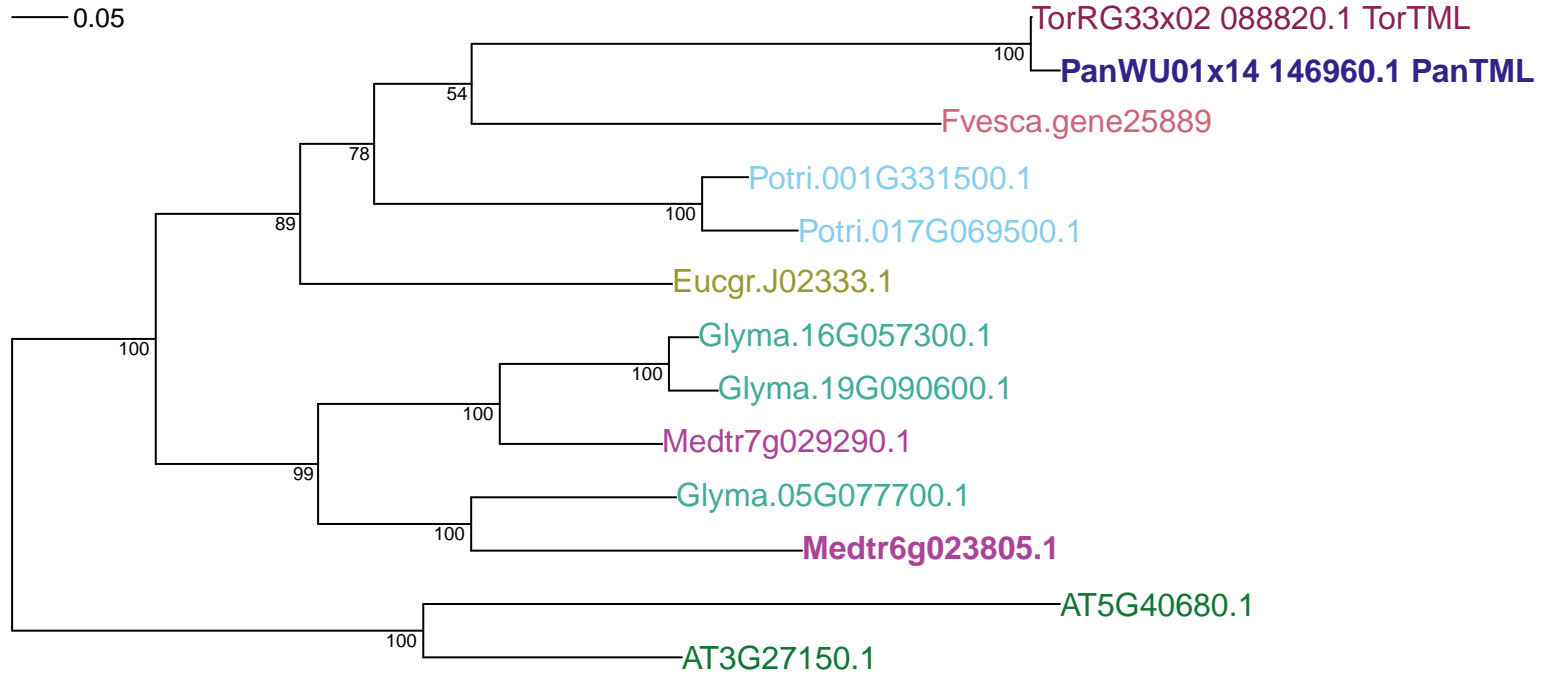 0.05
TorRG33x02 088820.1 TorTML
100
PanWU01x14 146960.1 PanTML
54
Fvesca.gene25889
78
Potri.001G331500.1
100
Potri.017G069500.1
89
Eucgr.J02333.1
Glyma.16G057300.1
100
100
Glyma.19G090600.1
100
Medtr7g029290.1
99
Glyma.05G077700.1
100
Medtr6g023805.1
AT5G40680.1
100
AT3G27150.1